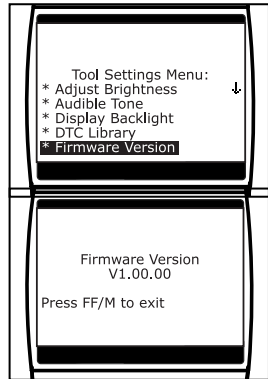 Tool Settings Menu:
* Adjust Brightness
* Audible Tone
* Display Backlight
* DTC Library
* Firmware Version
Firmware Version
V1.00.00
Press FF/M to exit